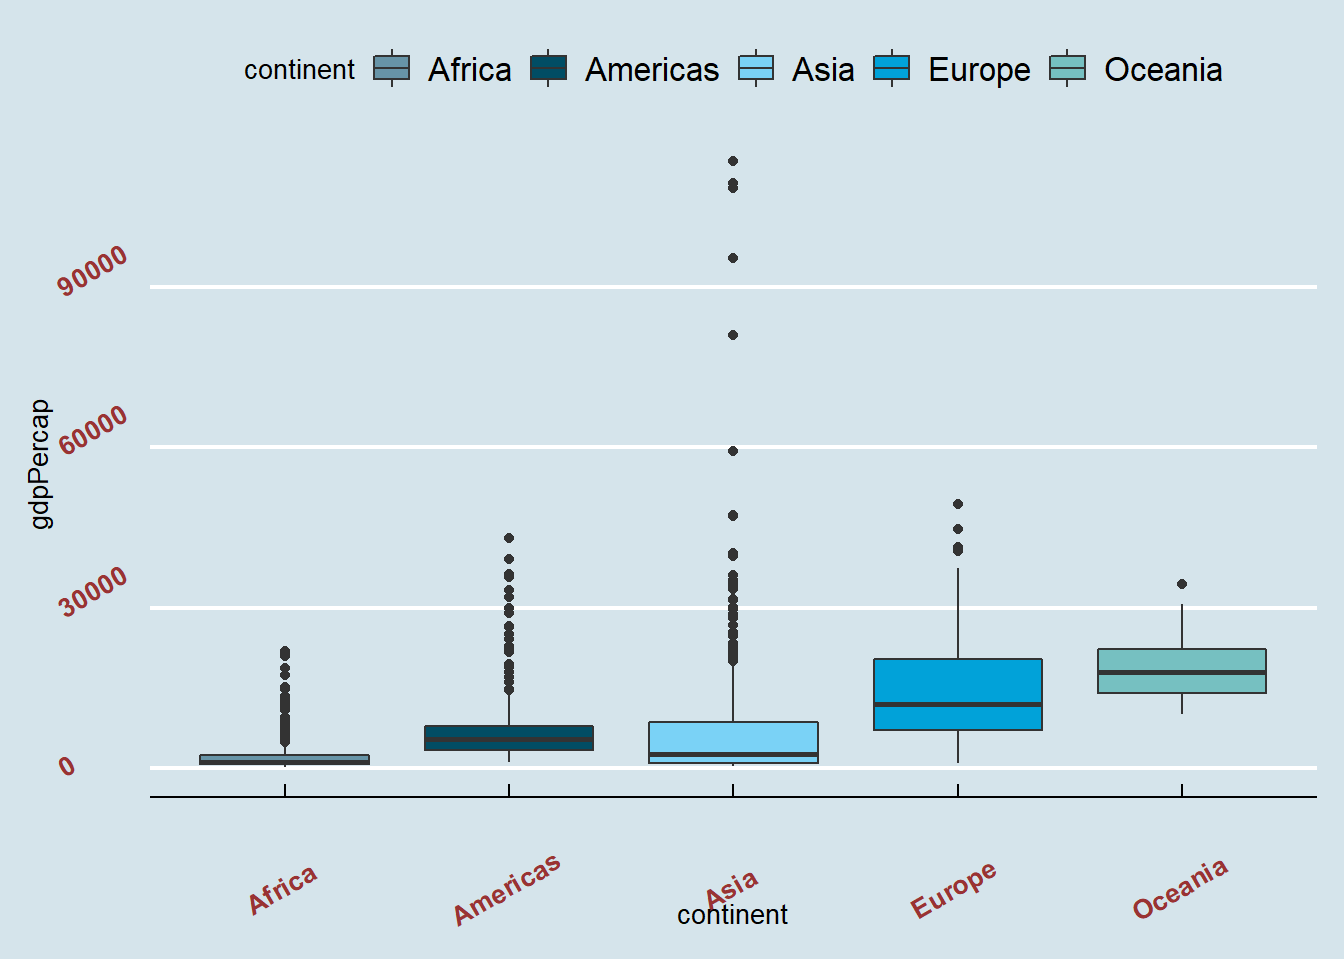 continent Africa Americas Asia Europe Oceania
90000
60000
30000
0
gdpPercap
Africa Americas Asia Europe Oceania
continent